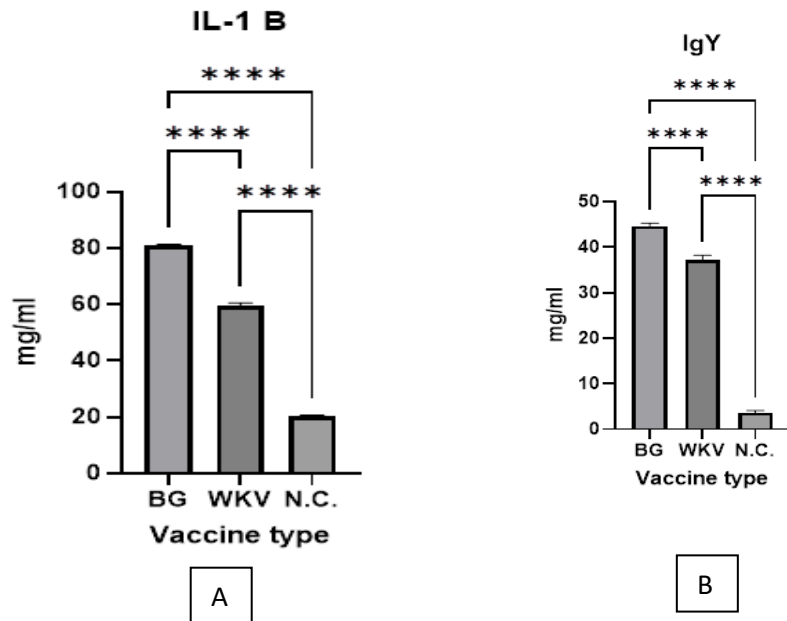 IL-1 B
****
****
****
100
80
60
40
20
0
mg/ml
BG WKV N.C.
Vaccine type
A
IgY
****
****
****
50
40
30
20
10
0
mg/ml
BG WKV N.C.
Vaccine type
B